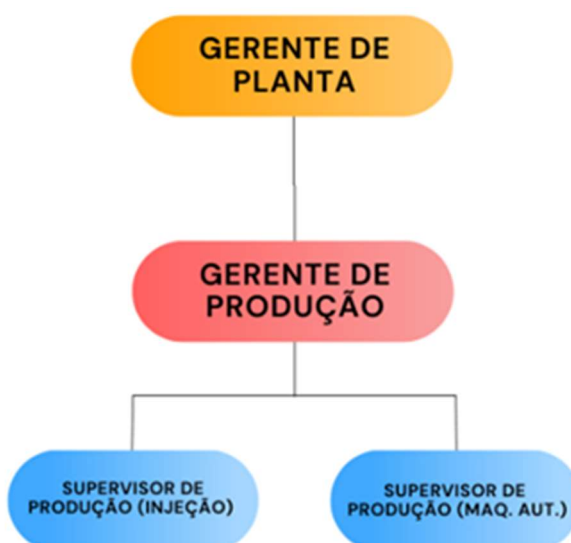 GERENTE DE
PLANTA
GERENTE DE
PRODUÇÃO
SUPERVISOR DE
PRODUÇÃO (INJEÇÃO)
SUPERVISOR DE
PRODUÇÃO (MAQ. AUT.)